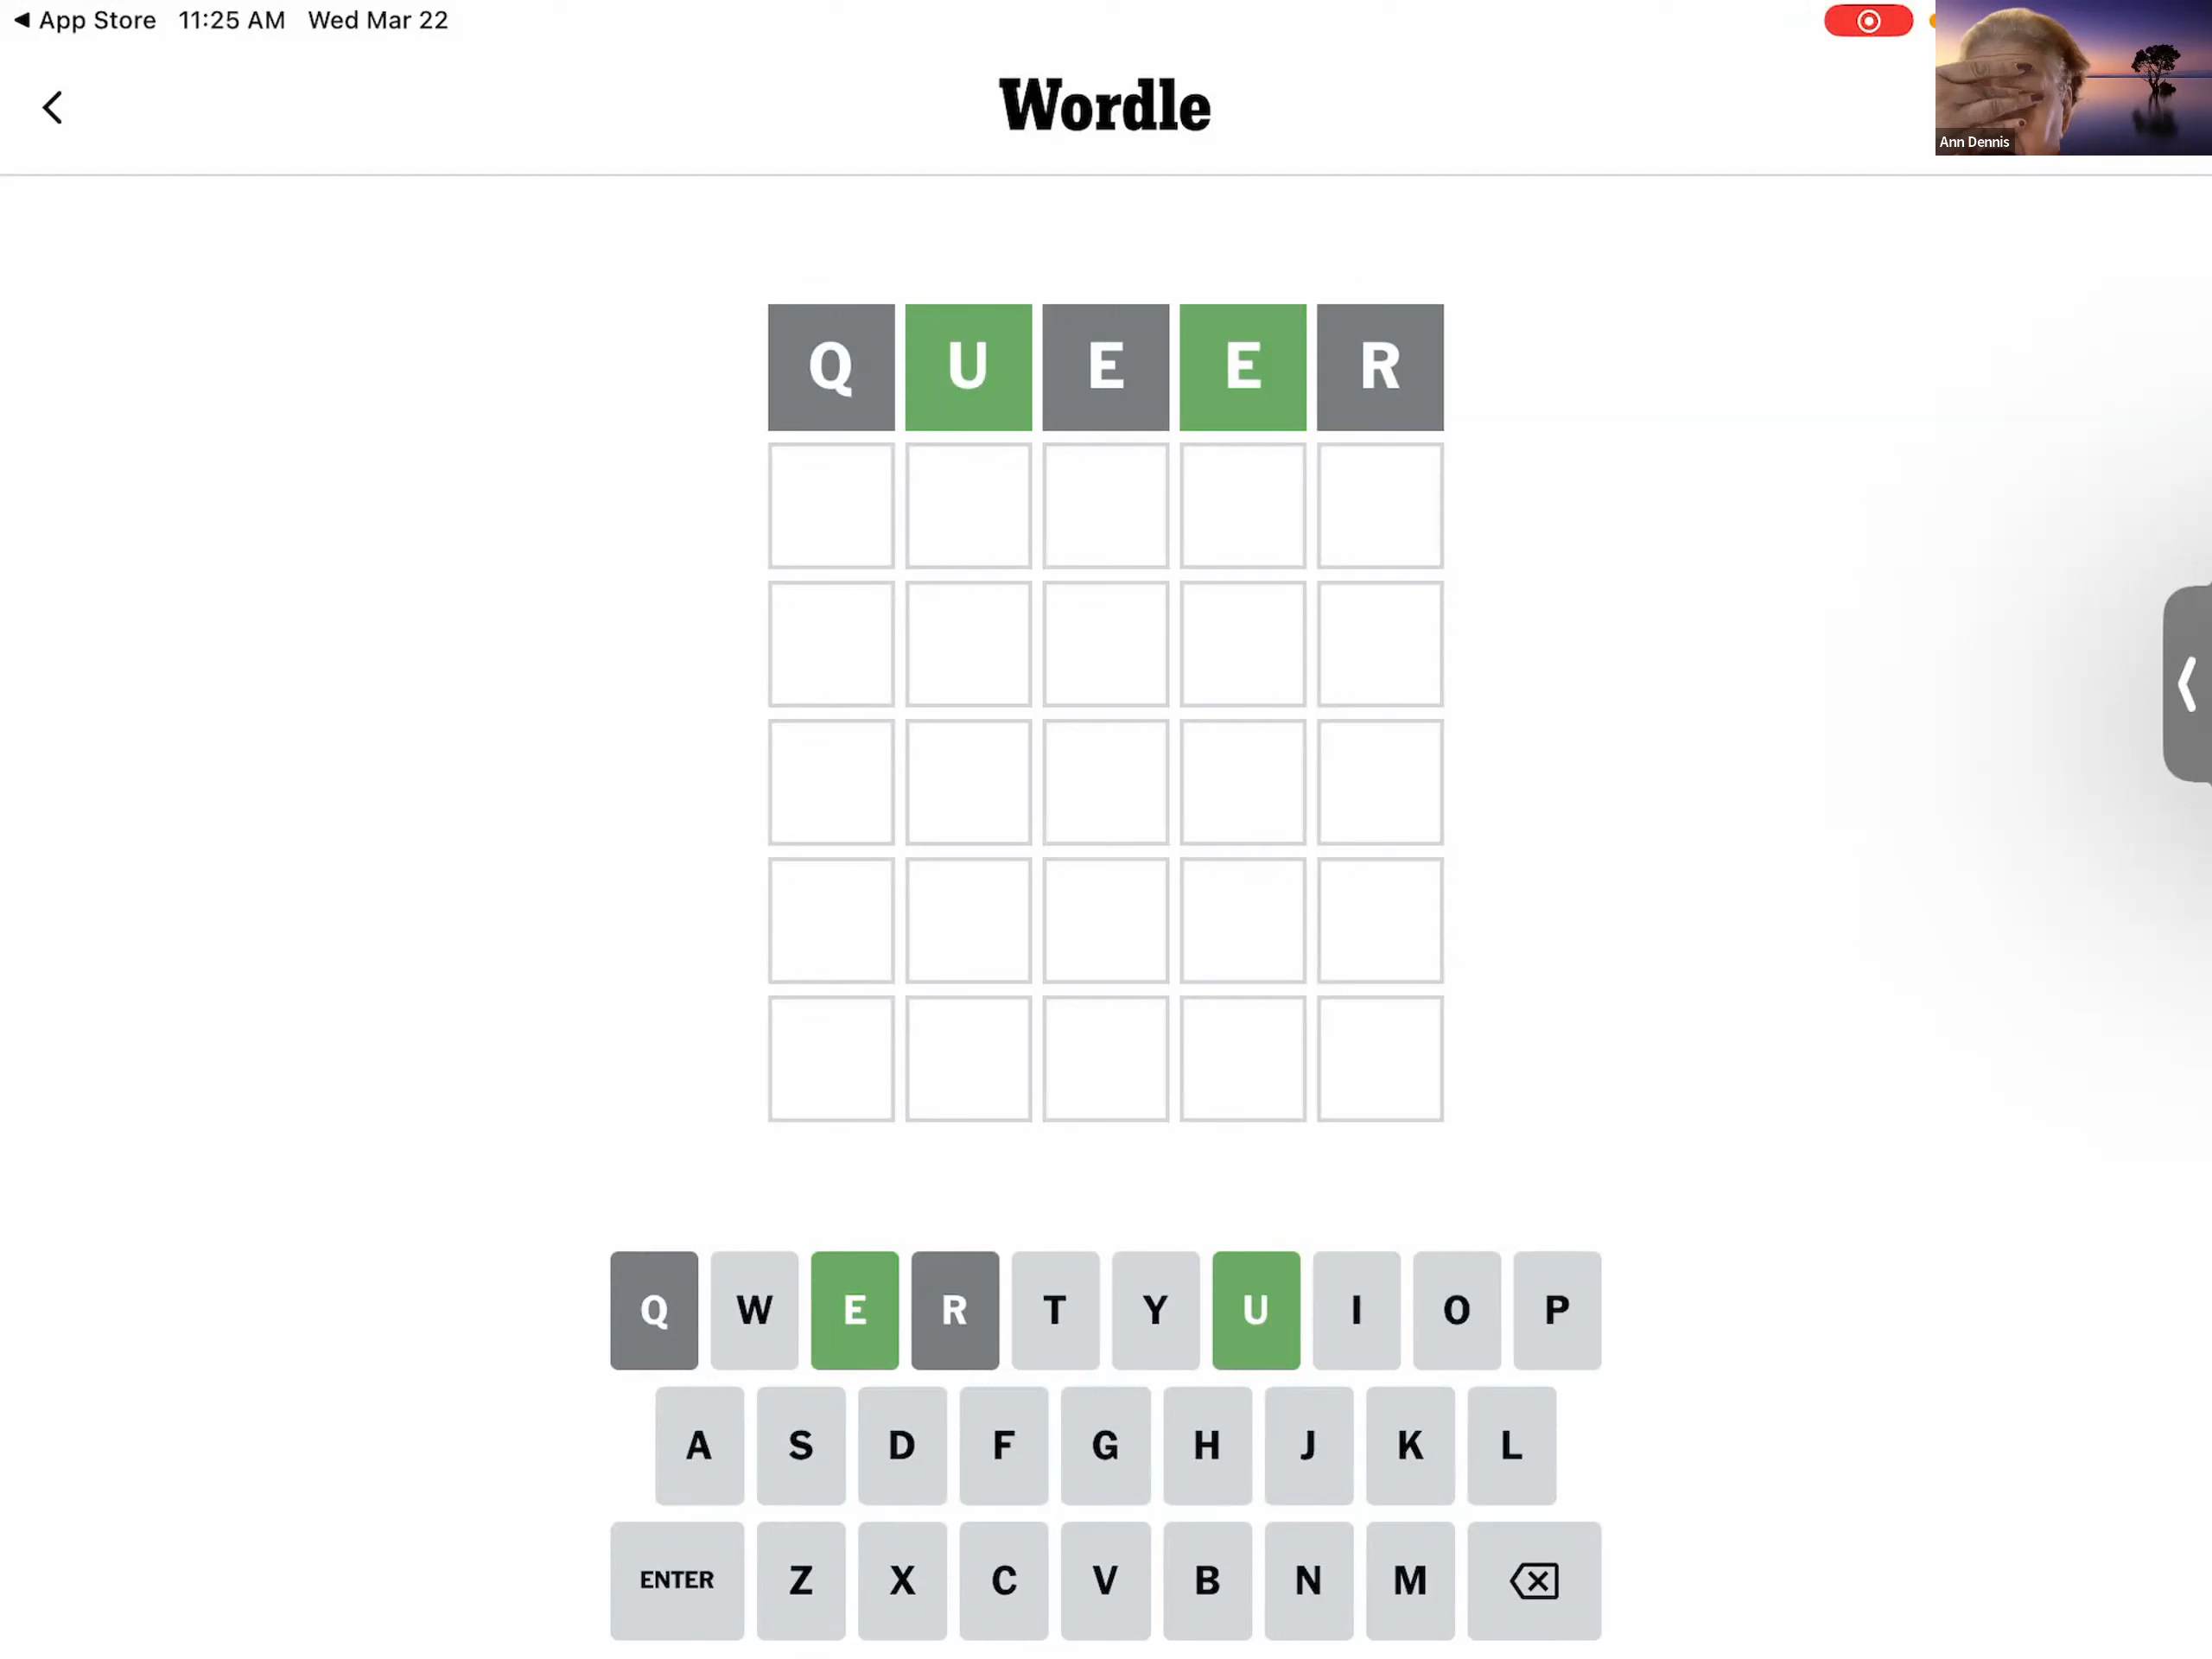 App Store 11:25 AM Wed Mar 22
Wordle
Ann Dennis
Q U E E R
Q W E R T Y U I O P
A S D F G H J K L
ENTER Z X C V B N M